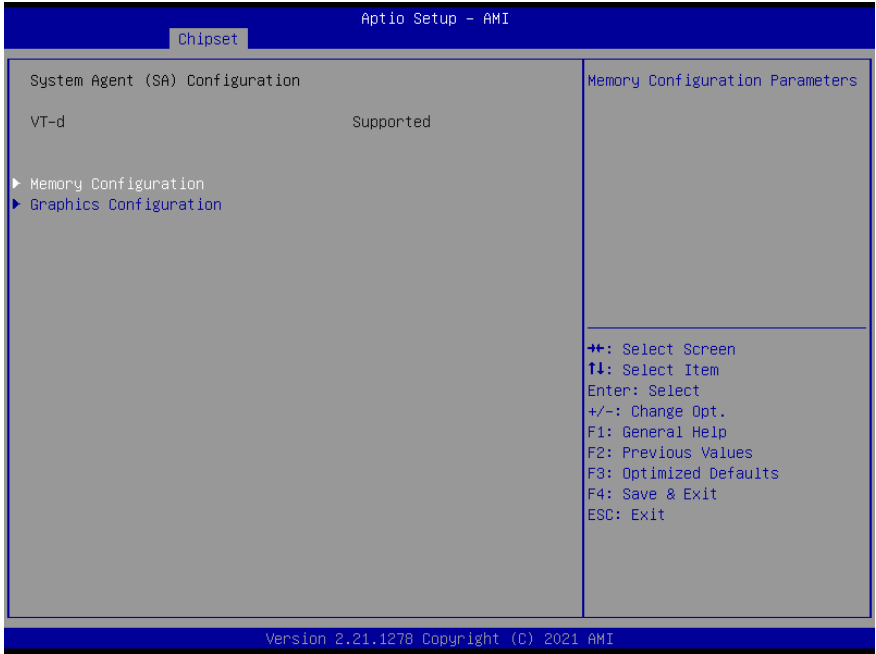 Aptio Setup – AMI
Chipset
System Agent (SA) Configuration
VT-d Supported
Memory Configuration
Graphics Configuration
Memory Configuration Parameters
→←: Select Screen
↑↓: Select Item
Enter: Select
+/-: Change Opt.
F1: General Help
F2: Previous Values
F3: Optimized Defaults
F4: Save & Exit
ESC: Exit
Version 2.21.1278 Copyright (C) 2021 AMI